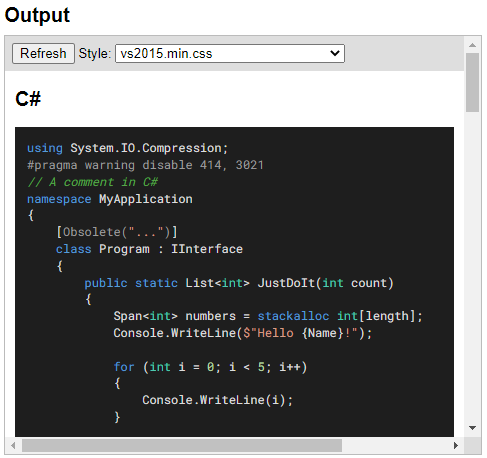 Output
Refresh Style: vs2015.min.css
C#
using System.IO.Compression;
#pragma warning disable 414, 3021
// A comment in C#
namespace MyApplication
{
    [Obsolete("...")]
    class Program : IInterface
    {
        public static List<int> JustDoIt(int count)
        {
            Span<int> numbers = stackalloc int[length];
            Console.WriteLine($"Hello {Name}!");

            for (int i = 0; i < 5; i++)
            {
                Console.WriteLine(i);
            }